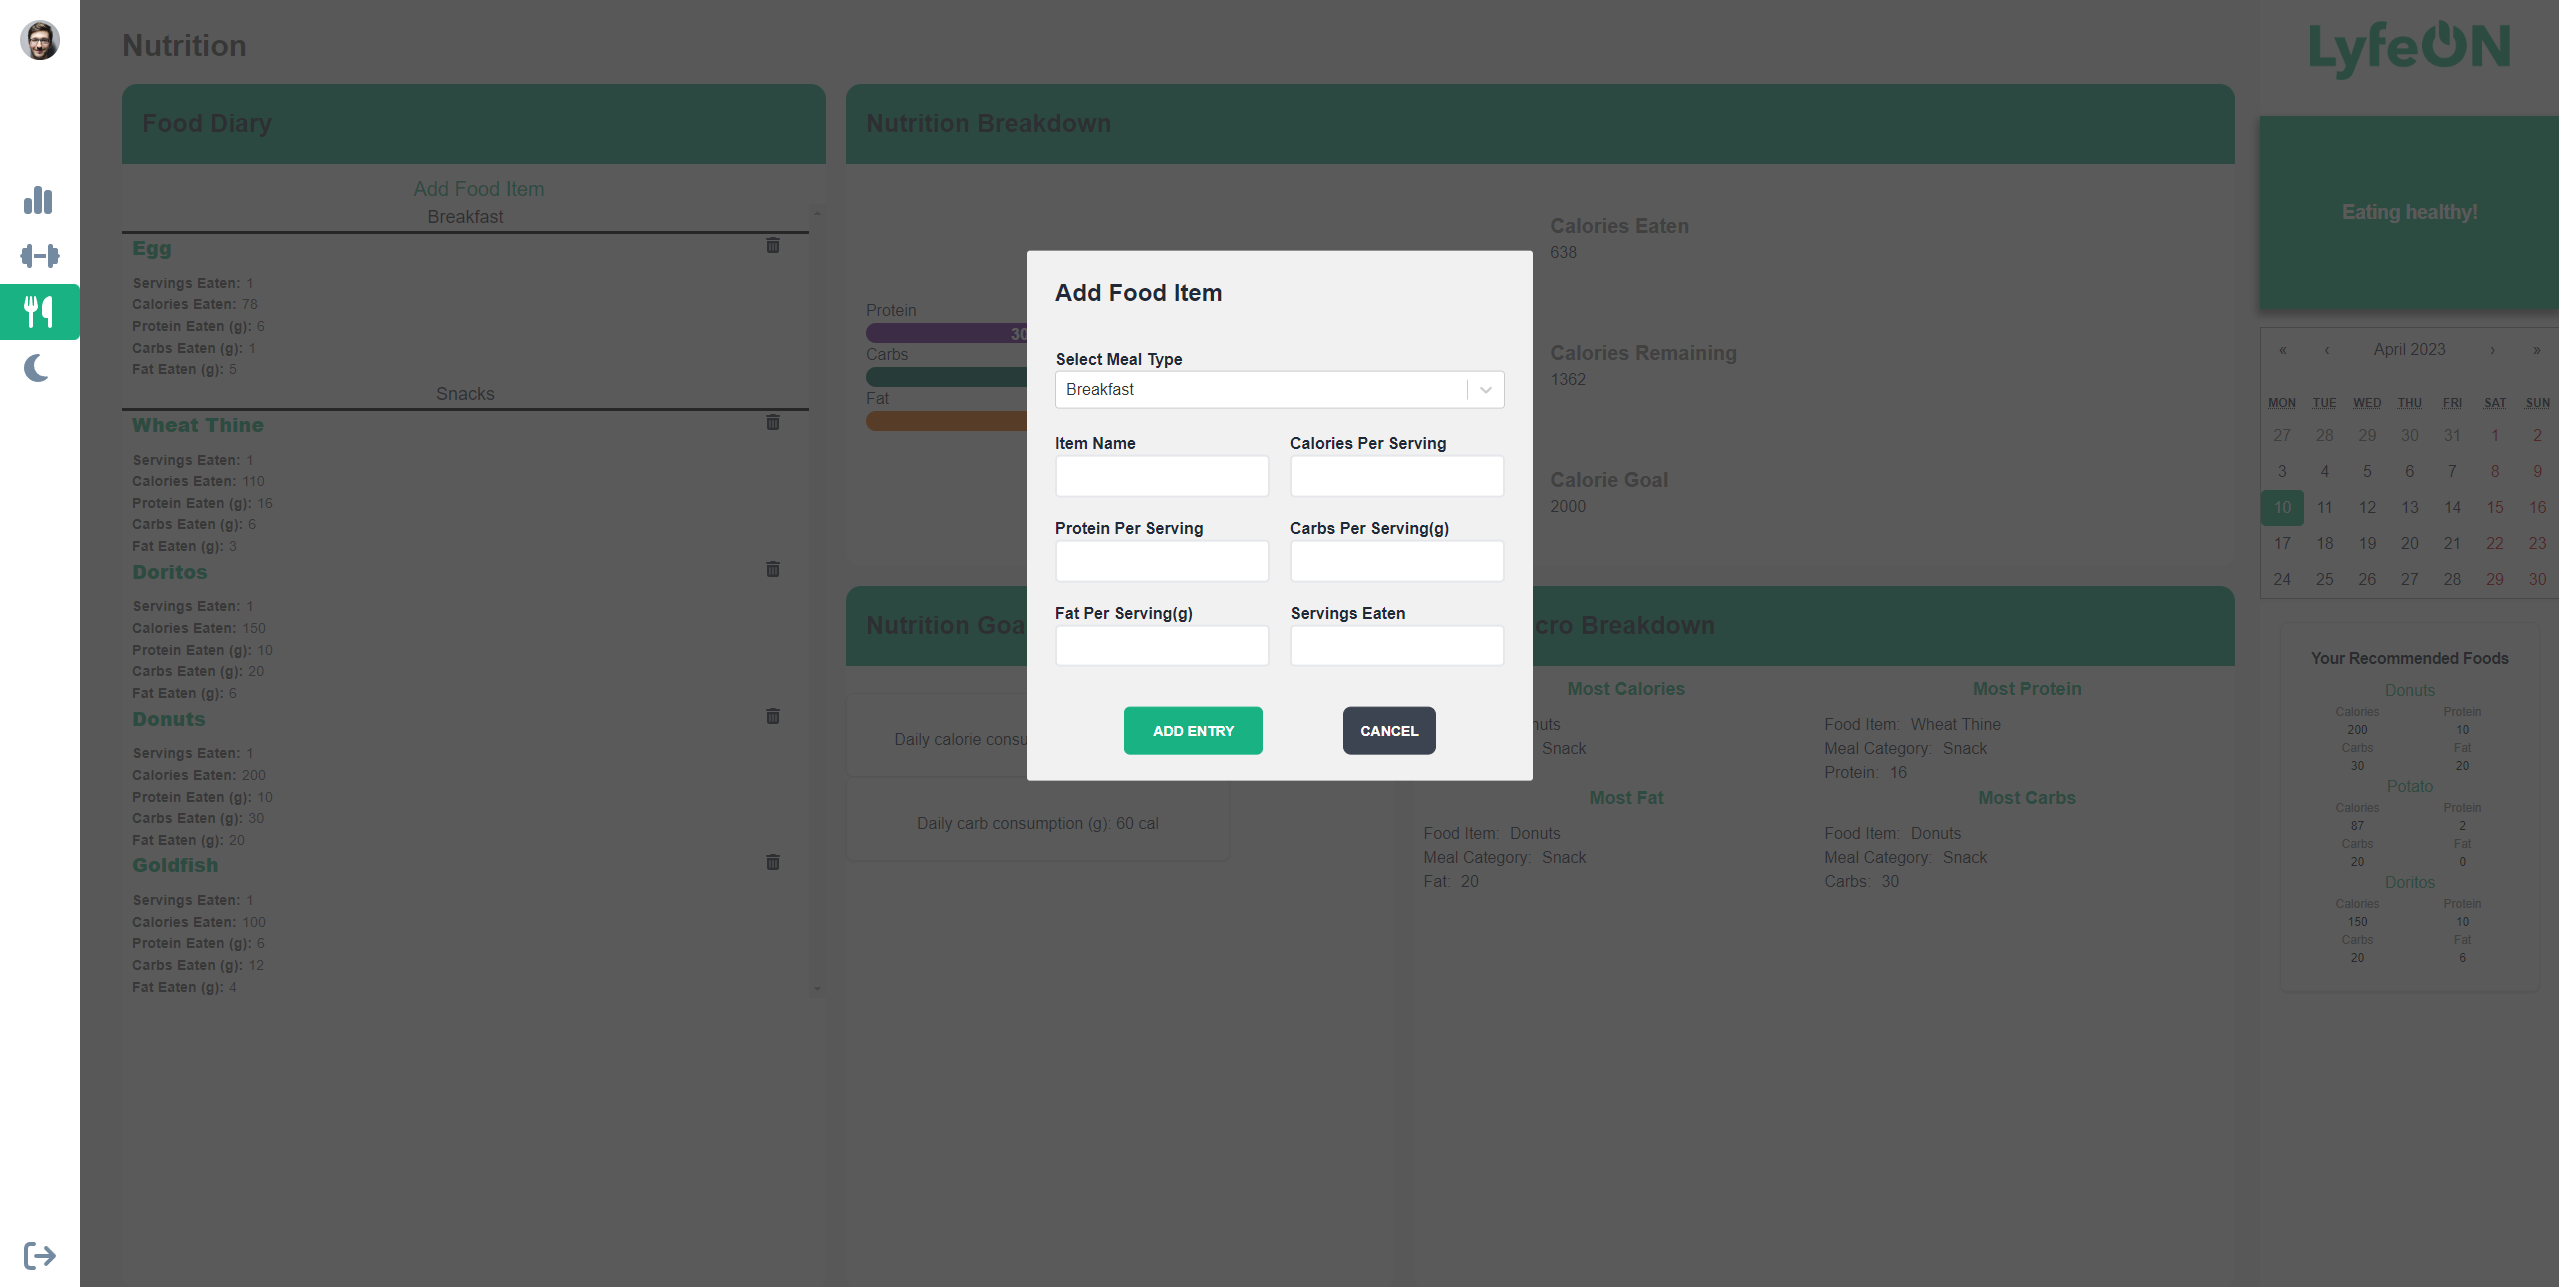 Nutrition
LyfeON
Food Diary
Add Food Item
Breakfast
Egg
Servings Eaten: 1
Calories Eaten: 78
Protein Eaten (g): 6
Carbs Eaten (g): 1
Fat Eaten (g): 5
Snacks
Wheat Thine
Servings Eaten: 1
Calories Eaten: 110
Protein Eaten (g): 16
Carbs Eaten (g): 6
Fat Eaten (g): 3
Doritos
Servings Eaten: 1
Calories Eaten: 150
Protein Eaten (g): 10
Carbs Eaten (g): 20
Fat Eaten (g): 6
Donuts
Servings Eaten: 1
Calories Eaten: 200
Protein Eaten (g): 10
Carbs Eaten (g): 30
Fat Eaten (g): 20
Goldfish
Servings Eaten: 1
Calories Eaten: 100
Protein Eaten (g): 6
Carbs Eaten (g): 12
Fat Eaten (g): 4
Nutrition Breakdown
Protein
30
Carbs
Fat
Calories Eaten
638
Calories Remaining
1362
Calorie Goal
2000
Add Food Item
Select Meal Type
Breakfast
Item Name
Calories Per Serving
Protein Per Serving
Carbs Per Serving(g)
Fat Per Serving(g)
Servings Eaten
ADD ENTRY
CANCEL
Nutrition Goa
Daily calorie consu
Daily carb consumption (g): 60 cal
cro Breakdown
Most Calories
nuts
Snack
Most Protein
Food Item: Wheat Thine
Meal Category: Snack
Protein: 16
Most Fat
Food Item: Donuts
Meal Category: Snack
Fat: 20
Most Carbs
Food Item: Donuts
Meal Category: Snack
Carbs: 30
Eating healthy!
« ‹ April 2023 › »
MON TUE WED THU FRI SAT SUN
27 28 29 30 31 1 2
3 4 5 6 7 8 9
10 11 12 13 14 15 16
17 18 19 20 21 22 23
24 25 26 27 28 29 30
Your Recommended Foods
Donuts
Calories Protein
200 10
Carbs Fat
30 20
Potato
Calories Protein
87 2
Carbs Fat
20 0
Doritos
Calories Protein
150 10
Carbs Fat
20 6